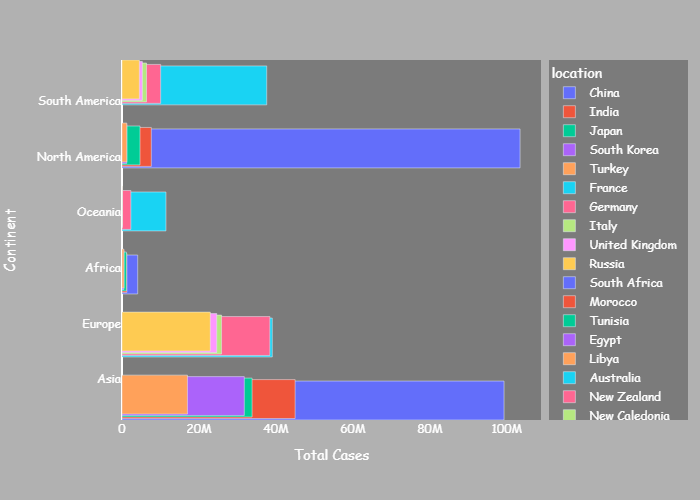 South America
North America
Oceania
Africa
Europe
Asia
0
20M
40M
60M
80M
100M
Total Cases
Continent
location
China
India
Japan
South Korea
Turkey
France
Germany
Italy
United Kingdom
Russia
South Africa
Morocco
Tunisia
Egypt
Libya
Australia
New Zealand
New Caledonia